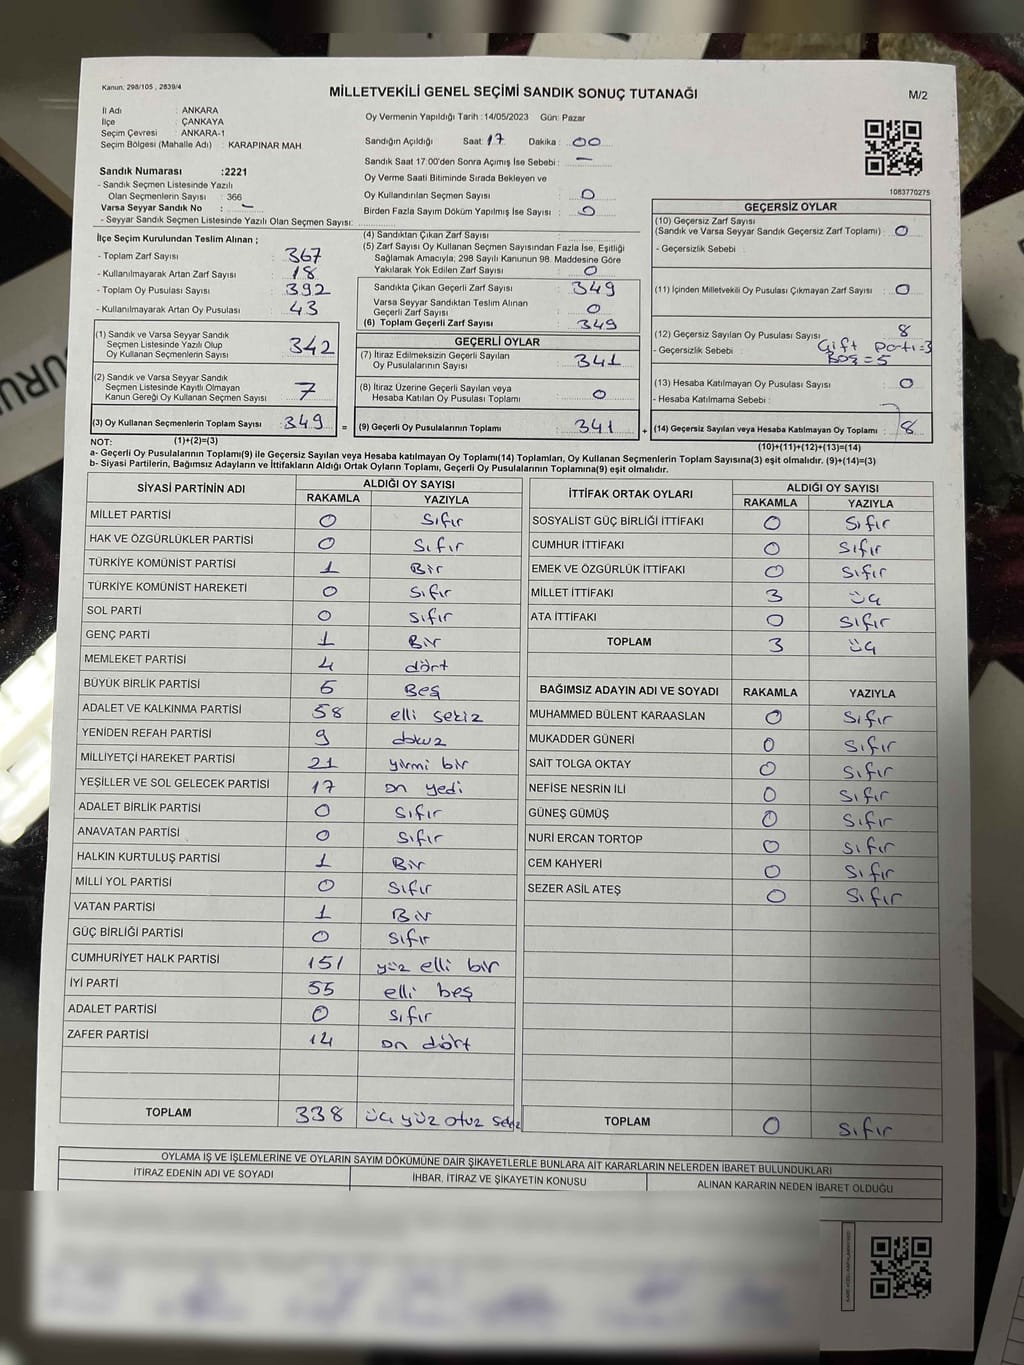 Kanun, 298/105 , 2839/4
MİLLETVEKİLİ GENEL SEÇİMİ SANDIK SONUÇ TUTANAĞI
M/2
İl Adı : ANKARA
İlçe : ÇANKAYA
Seçim Çevresi : ANKARA-1
Seçim Bölgesi (Mahalle Adı) : KARAPINAR MAH.
Oy Vermenin Yapıldığı Tarih :14/05/2023 Gün: Pazar
Sandığın Açıldığı Saat: 17 Dakika : 00
Sandık Saat 17:00'den Sonra Açımış İse Sebebi : —
Oy Verme Saati Bitiminde Sırada Bekleyen ve
Oy Kullandırılan Seçmen Sayısı : 0
Birden Fazla Sayım Döküm Yapılmış İse Sayısı : 0
1083770275
Sandık Numarası :2221
- Sandık Seçmen Listesinde Yazılı
Olan Seçmenlerin Sayısı : 366
Varsa Seyyar Sandık No : —
- Seyyar Sandık Seçmen Listesinde Yazılı Olan Seçmen Sayısı:
İlçe Seçim Kurulundan Teslim Alınan ;
- Toplam Zarf Sayısı : 367
- Kullanılmayarak Artan Zarf Sayısı : 18
- Toplam Oy Pusulası Sayısı : 392
- Kullanılmayarak Artan Oy Pusulası : 43
(1) Sandık ve Varsa Seyyar Sandık
Seçmen Listesinde Yazılı Olup
Oy Kullanan Seçmenlerin Sayısı : 342
(2) Sandık ve Varsa Seyyar Sandık
Seçmen Listesinde Kayıtlı Olmayan
Kanun Gereği Oy Kullanan Seçmen Sayısı : 7
(3) Oy Kullanan Seçmenlerin Toplam Sayısı : 349
(1)+(2)=(3)
(4) Sandıktan Çıkan Zarf Sayısı :
(5) Zarf Sayısı Oy Kullanan Seçmen Sayısından Fazla İse, Eşitliği
Sağlamak Amacıyla; 298 Sayılı Kanunun 98. Maddesine Göre
Yakılarak Yok Edilen Zarf Sayısı : 0
Sandıkta Çıkan Geçerli Zarf Sayısı : 349
Varsa Seyyar Sandıktan Teslim Alınan
Geçerli Zarf Sayısı : 0
(6) Toplam Geçerli Zarf Sayısı : 349
GEÇERLİ OYLAR
(7) İtiraz Edilmeksizin Geçerli Sayılan
Oy Pusulalarının Sayısı : 341
(8) İtiraz Üzerine Geçerli Sayılan veya
Hesaba Katılan Oy Pusulası Toplamı : 0
= (9) Geçerli Oy Pusulalarının Toplamı : 341 +
GEÇERSİZ OYLAR
(10) Geçersiz Zarf Sayısı
(Sandık ve Varsa Seyyar Sandık Geçersiz Zarf Toplamı) : 0
- Geçersizlik Sebebi :
(11) İçinden Milletvekili Oy Pusulası Çıkmayan Zarf Sayısı : 0
(12) Geçersiz Sayılan Oy Pusulası Sayısı : 8
- Geçersizlik Sebebi : Çift parti=3
Boş=5
(13) Hesaba Katılmayan Oy Pusulası Sayısı : 0
- Hesaba Katılmama Sebebi :
(14) Geçersiz Sayılan veya Hesaba Katılmayan Oy Toplamı : 8
(10)+(11)+(12)+(13)=(14)
NOT:
a- Geçerli Oy Pusulalarının Toplamı(9) ile Geçersiz Sayılan veya Hesaba Katılmayan Oy Toplamı(14) Toplamları, Oy Kullanan Seçmenlerin Toplam Sayısına(3) eşit olmalıdır. (9)+(14)=(3)
b- Siyasi Partilerin, Bağımsız Adayların ve İttifakların Aldığı Ortak Oyların Toplamı, Geçerli Oy Pusulalarının Toplamına(9) eşit olmalıdır.
SİYASİ PARTİNİN ADI ALDIĞI OY SAYISI
RAKAMLA YAZIYLA
MİLLET PARTİSİ 0 Sıfır
HAK VE ÖZGÜRLÜKLER PARTİSİ 0 Sıfır
TÜRKİYE KOMÜNİST PARTİSİ 1 Bir
TÜRKİYE KOMÜNİST HAREKETİ 0 Sıfır
SOL PARTİ 0 Sıfır
GENÇ PARTİ 1 Bir
MEMLEKET PARTİSİ 4 dört
BÜYÜK BİRLİK PARTİSİ 5 Beş
ADALET VE KALKINMA PARTİSİ 58 elli sekiz
YENİDEN REFAH PARTİSİ 9 dokuz
MİLLİYETÇİ HAREKET PARTİSİ 21 yirmi bir
YEŞİLLER VE SOL GELECEK PARTİSİ 17 on yedi
ADALET BİRLİK PARTİSİ 0 Sıfır
ANAVATAN PARTİSİ 0 Sıfır
HALKIN KURTULUŞ PARTİSİ 1 Bir
MİLLİ YOL PARTİSİ 0 Sıfır
VATAN PARTİSİ 1 Bir
GÜÇ BİRLİĞİ PARTİSİ 0 Sıfır
CUMHURİYET HALK PARTİSİ 151 yüz elli bir
İYİ PARTİ 55 elli beş
ADALET PARTİSİ 0 Sıfır
ZAFER PARTİSİ 14 on dört
TOPLAM 338 üç yüz otuz sekiz
İTTİFAK ORTAK OYLARI ALDIĞI OY SAYISI
RAKAMLA YAZIYLA
SOSYALİST GÜÇ BİRLİĞİ İTTİFAKI 0 Sıfır
CUMHUR İTTİFAKI 0 Sıfır
EMEK VE ÖZGÜRLÜK İTTİFAKI 0 Sıfır
MİLLET İTTİFAKI 3 üç
ATA İTTİFAKI 0 Sıfır
TOPLAM 3 üç
BAĞIMSIZ ADAYIN ADI VE SOYADI RAKAMLA YAZIYLA
MUHAMMED BÜLENT KARAASLAN 0 Sıfır
MUKADDER GÜNERİ 0 Sıfır
SAİT TOLGA OKTAY 0 Sıfır
NEFİSE NESRİN İLİ 0 Sıfır
GÜNEŞ GÜMÜŞ 0 Sıfır
NURİ ERCAN TORTOP 0 Sıfır
CEM KAHYERİ 0 Sıfır
SEZER ASİL ATEŞ 0 Sıfır
TOPLAM 0 Sıfır
OYLAMA İŞ VE İŞLEMLERİNE VE OYLARIN SAYIM DÖKÜMÜNE DAİR ŞİKAYETLERLE BUNLARA AİT KARARLARIN NELERDEN İBARET BULUNDUKLARI
İTİRAZ EDENİN ADI VE SOYADI İHBAR, İTİRAZ VE ŞİKAYETİN KONUSU ALINAN KARARIN NEDEN İBARET OLDUĞU